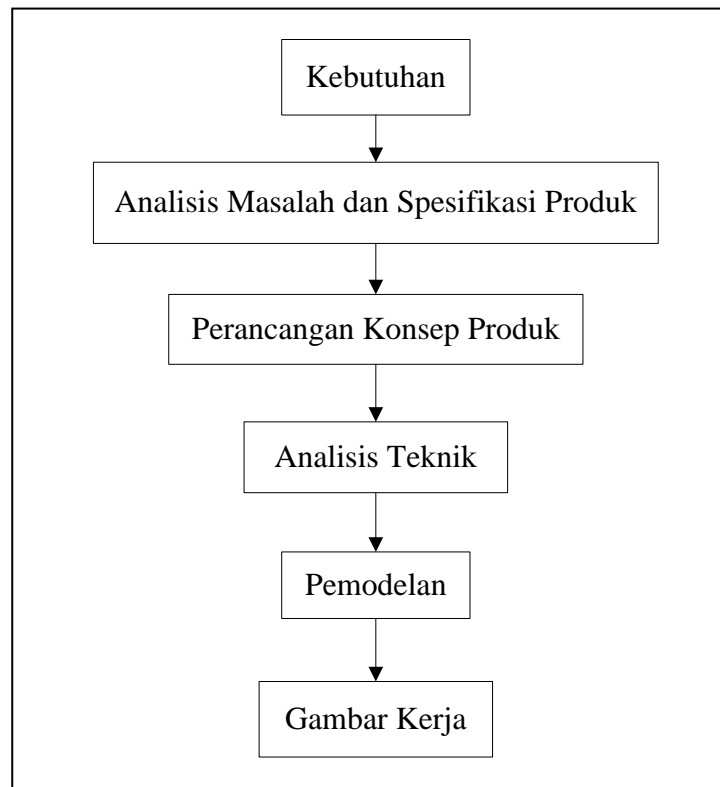 Kebutuhan
Analisis Masalah dan Spesifikasi Produk
Perancangan Konsep Produk
Analisis Teknik
Pemodelan
Gambar Kerja